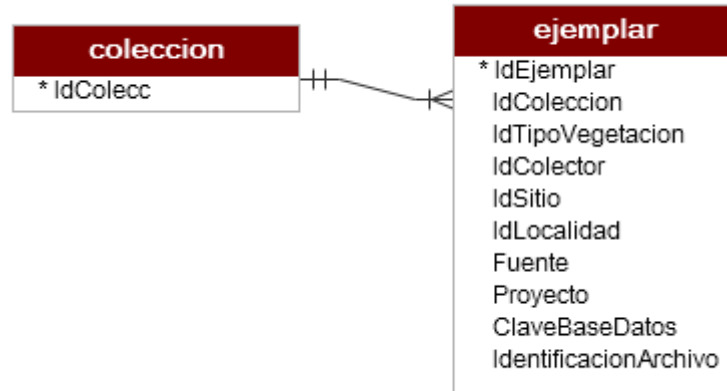 coleccion
* IdColecc
ejemplar
* IdEjemplar
IdColeccion
IdTipoVegetacion
IdColector
IdSitio
IdLocalidad
Fuente
Proyecto
ClaveBaseDatos
IdentificacionArchivo